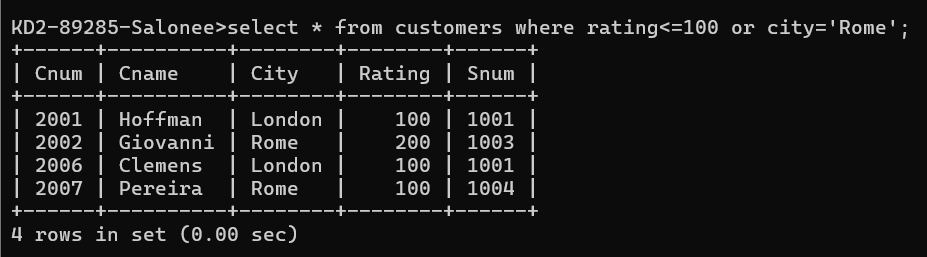 KD2-89285-Salonee>select * from customers where rating<=100 or city='Rome';
+------+----------+--------+--------+------+
| Cnum | Cname    | City   | Rating | Snum |
+------+----------+--------+--------+------+
| 2001 | Hoffman  | London |    100 | 1001 |
| 2002 | Giovanni | Rome   |    200 | 1003 |
| 2006 | Clemens  | London |    100 | 1001 |
| 2007 | Pereira  | Rome   |    100 | 1004 |
+------+----------+--------+--------+------+
4 rows in set (0.00 sec)